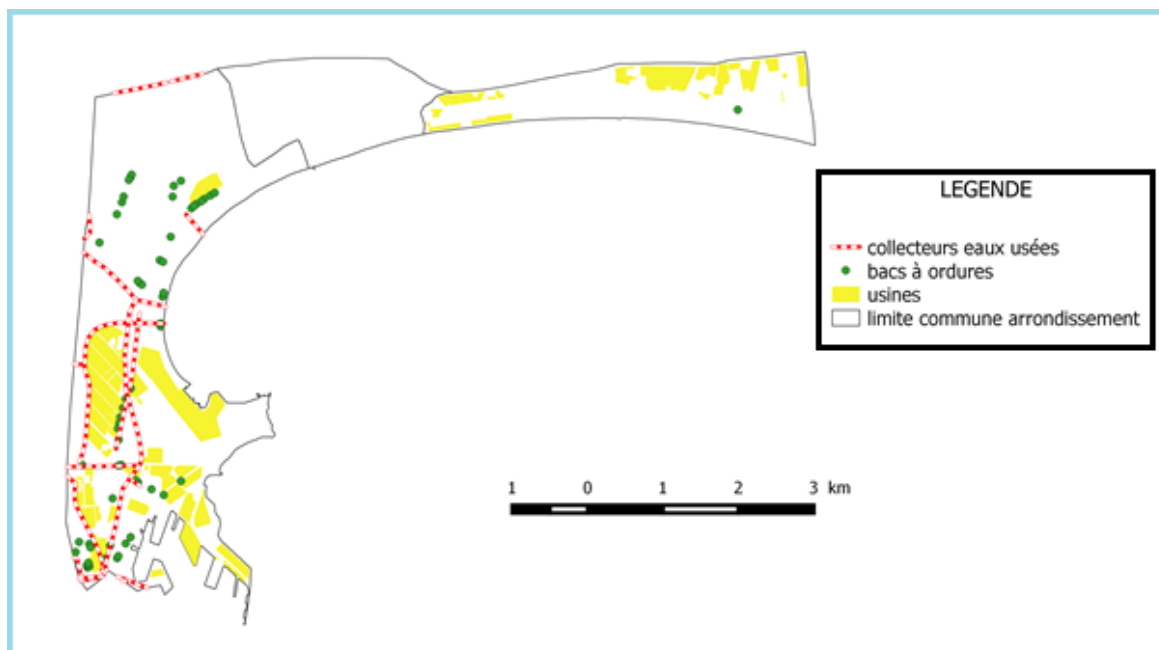 LEGENDE
collecteurs eaux usées
bacs à ordures
usines
limite commune arrondissement
1 0 1 2 3 km